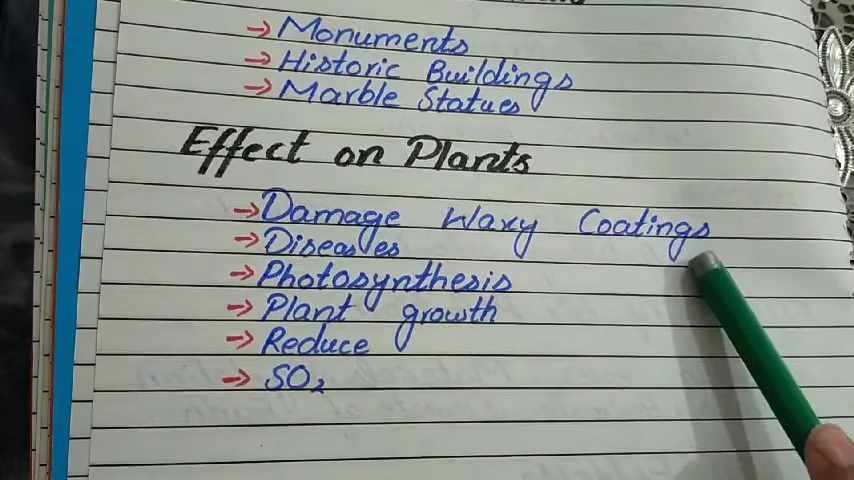 → Monuments
→ Historic Buildings
→ Marble Statues
Effect on Plants
→ Damage Waxy Coatings
→ Diseases
→ Photosynthesis
→ Plant growth
→ Reduce
→ SO₂